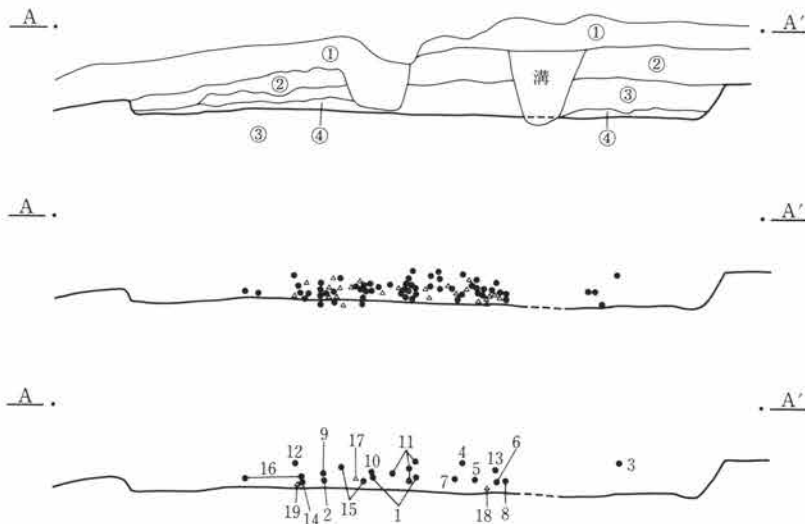 A A′
①
①
②
②
溝
③
③ ④
④
A A′
A A′
9 17 11 4 6
12 10 5 13
16 7 3
19 14 2 15 1 18 8